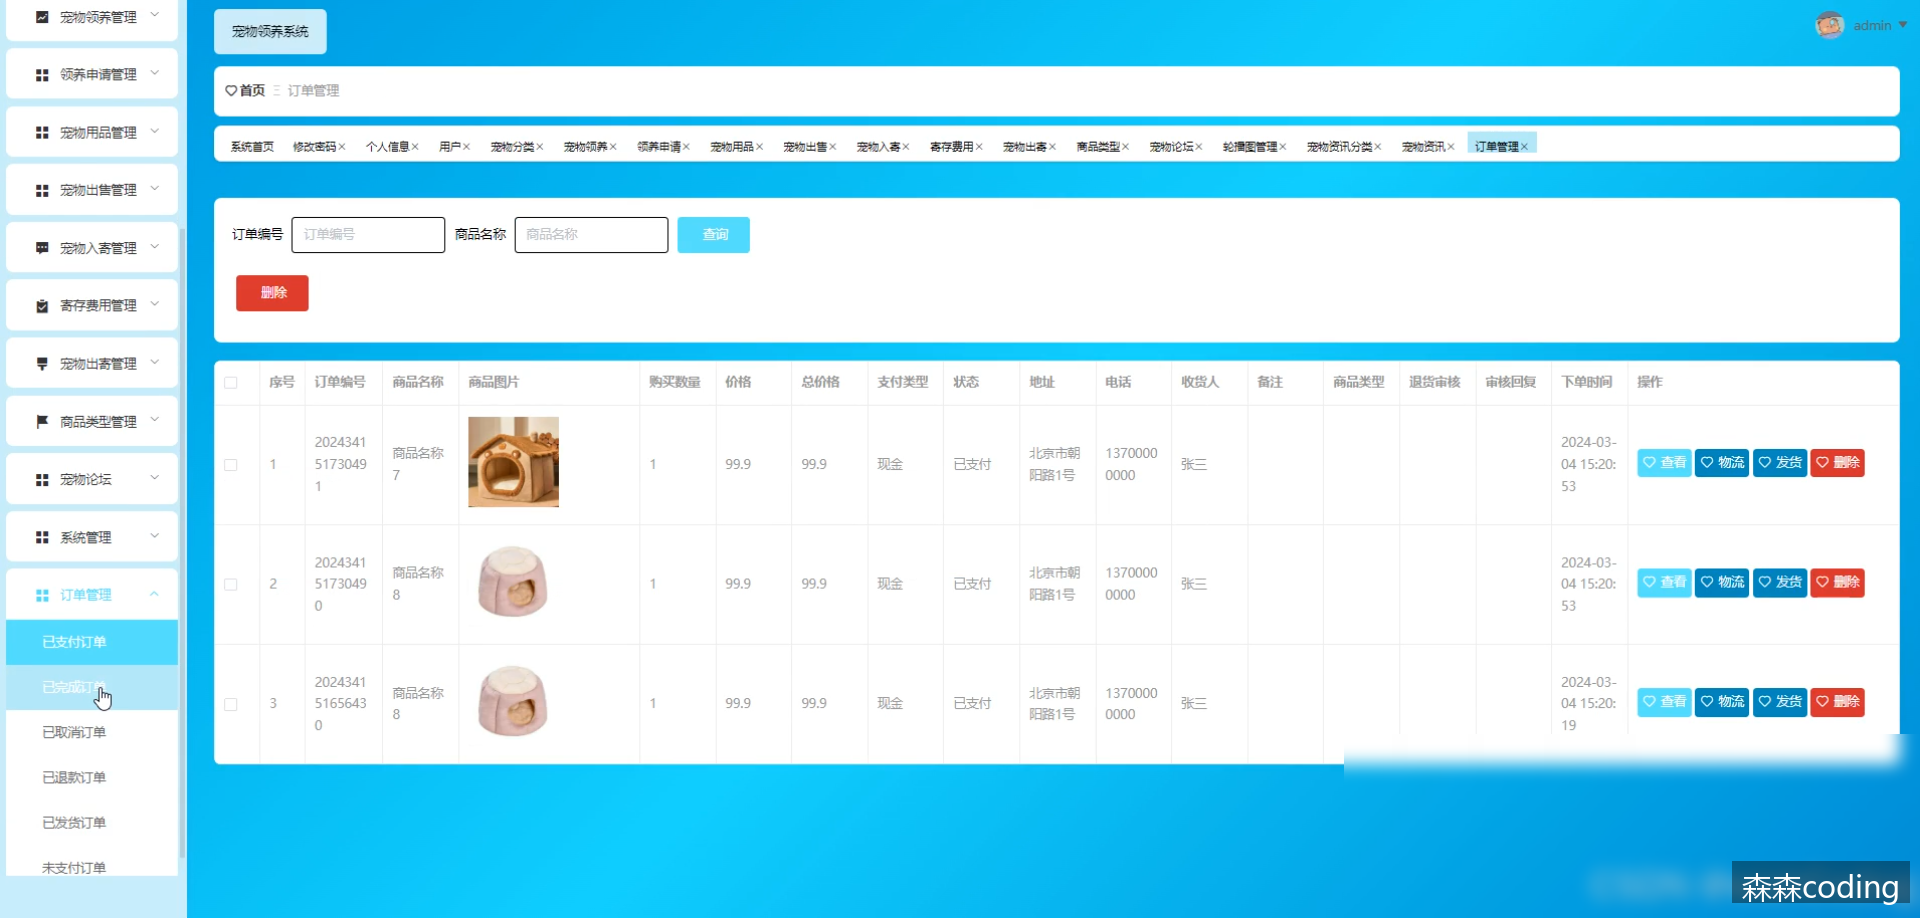 宠物领养管理
领养申请管理
宠物用品管理
宠物出售管理
宠物入寄管理
寄存费用管理
宠物出寄管理
商品类型管理
宠物论坛
系统管理
订单管理
已支付订单
已完成订单
已取消订单
已退款订单
已发货订单
未支付订单
宠物领养系统
admin
首页 订单管理
系统首页 修改密码 个人信息 用户 宠物分类 宠物领养 领养申请 宠物用品 宠物出售 宠物入寄 寄存费用 宠物出寄 商品类型 宠物论坛 轮播图管理 宠物资讯分类 宠物资讯 订单管理
订单编号 订单编号 商品名称 商品名称 查询
删除
序号 订单编号 商品名称 商品图片 购买数量 价格 总价格 支付类型 状态 地址 电话 收货人 备注 商品类型 退货审核 审核回复 下单时间 操作
2024341 2024-03-
商品名称 北京市朝 1370000
1 5173049 1 99.9 99.9 现金 已支付 张三 04 15:20: 查看 物流 发货 删除
7 阳路1号 0000
1 53
2024341 2024-03-
商品名称 北京市朝 1370000
2 5173049 1 99.9 99.9 现金 已支付 张三 04 15:20: 查看 物流 发货 删除
8 阳路1号 0000
0 53
2024341 2024-03-
商品名称 北京市朝 1370000
3 5165643 1 99.9 99.9 现金 已支付 张三 04 15:20: 查看 物流 发货 删除
8 阳路1号 0000
0 19
森森coding